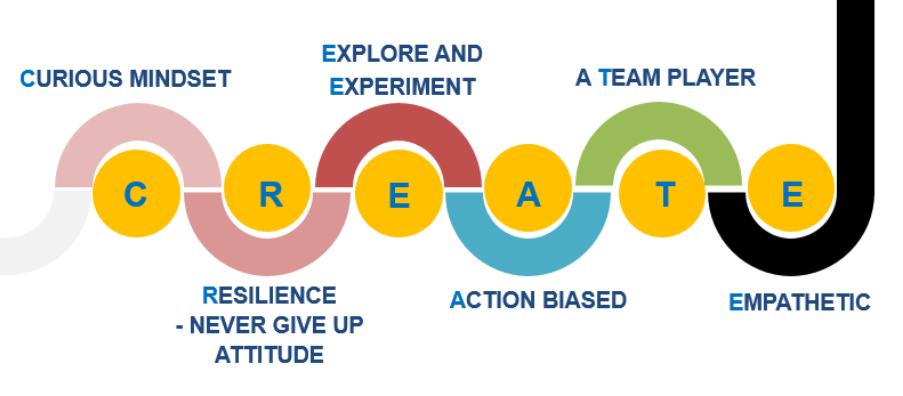 CURIOUS MINDSET
EXPLORE AND
EXPERIMENT
A TEAM PLAYER
C
R
E
A
T
E
RESILIENCE
- NEVER GIVE UP
ATTITUDE
ACTION BIASED
EMPATHETIC